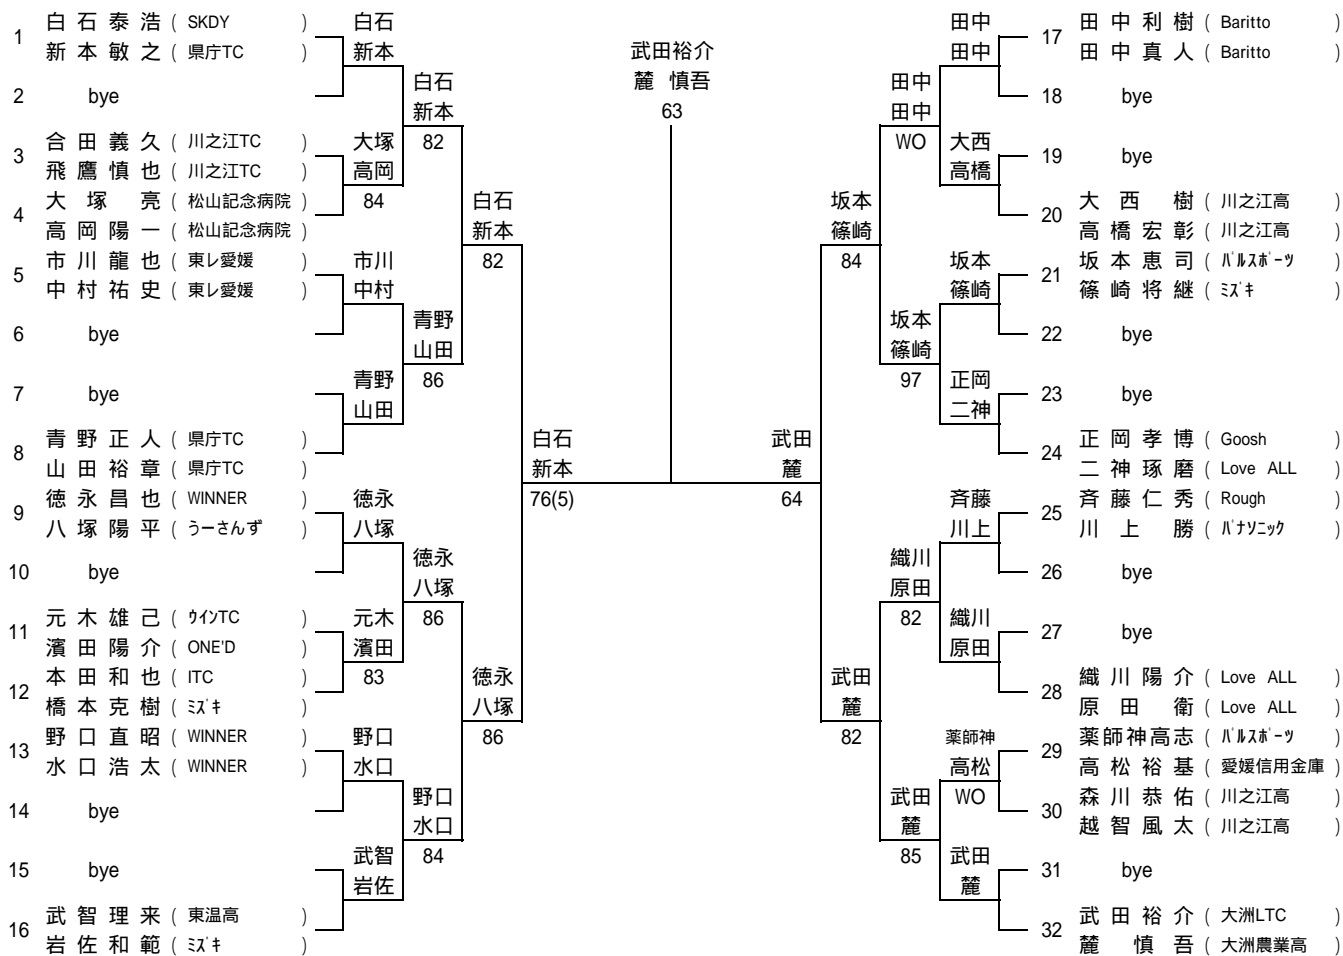 1 白石泰浩 ( SKDY )
新本敏之 ( 県庁TC )
2 bye
3 合田義久 ( 川之江TC )
飛鷹慎也 ( 川之江TC )
4 大塚 亮 ( 松山記念病院 )
高岡陽一 ( 松山記念病院 )
5 市川龍也 ( 東レ愛媛 )
中村祐史 ( 東レ愛媛 )
6 bye
7 bye
8 青野正人 ( 県庁TC )
山田裕章 ( 県庁TC )
9 徳永昌也 ( WINNER )
八塚陽平 ( うーさんず )
10 bye
11 元木雄己 ( ｳインTC )
濱田陽介 ( ONE'D )
12 本田和也 ( ITC )
橋本克樹 ( ﾐｽﾞｷ )
13 野口直昭 ( WINNER )
水口浩太 ( WINNER )
14 bye
15 bye
16 武智理来 ( 東温高 )
岩佐和範 ( ﾐｽﾞｷ )
白石
新本
大塚
高岡
84
市川
中村
青野
山田
徳永
八塚
元木
濱田
83
野口
水口
武智
岩佐
白石
新本
82
青野
山田
86
徳永
八塚
86
野口
水口
84
白石
新本
82
徳永
八塚
86
白石
新本
76(5)
武田裕介
麓 慎吾
63
武田
麓
64
坂本
篠崎
84
武田
麓
82
田中
田中
WO
坂本
篠崎
97
織川
原田
82
武田
麓
85
田中
田中
大西
高橋
坂本
篠崎
正岡
二神
斉藤
川上
織川
原田
薬師神
高松
WO
武田
麓
17 田中利樹 ( Baritto )
田中真人 ( Baritto )
18 bye
19 bye
20 大西 樹 ( 川之江高 )
高橋宏彰 ( 川之江高 )
21 坂本恵司 ( ﾊﾟﾙｽﾎﾟｰﾂ )
篠崎将継 ( ﾐｽﾞｷ )
22 bye
23 bye
24 正岡孝博 ( Goosh )
二神琢磨 ( Love ALL )
25 斉藤仁秀 ( Rough )
川上 勝 ( ﾊﾟﾅｿﾆｯｸ )
26 bye
27 bye
28 織川陽介 ( Love ALL )
原田 衛 ( Love ALL )
29 薬師神高志 ( ﾊﾟﾙｽﾎﾟｰﾂ )
高松裕基 ( 愛媛信用金庫 )
30 森川恭佑 ( 川之江高 )
越智風太 ( 川之江高 )
31 bye
32 武田裕介 ( 大洲LTC )
麓 慎吾 ( 大洲農業高 )